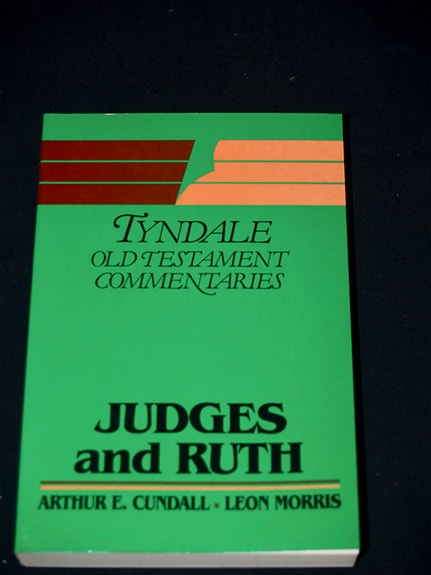 TYNDALE
OLD TESTAMENT
COMMENTARIES
JUDGES
and RUTH
ARTHUR E. CUNDALL • LEON MORRIS